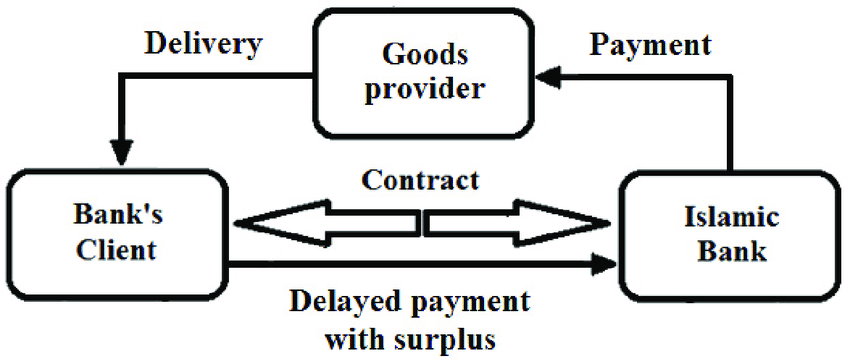 Delivery
Goods
provider
Payment
Contract
Bank's
Client
Islamic
Bank
Delayed payment
with surplus